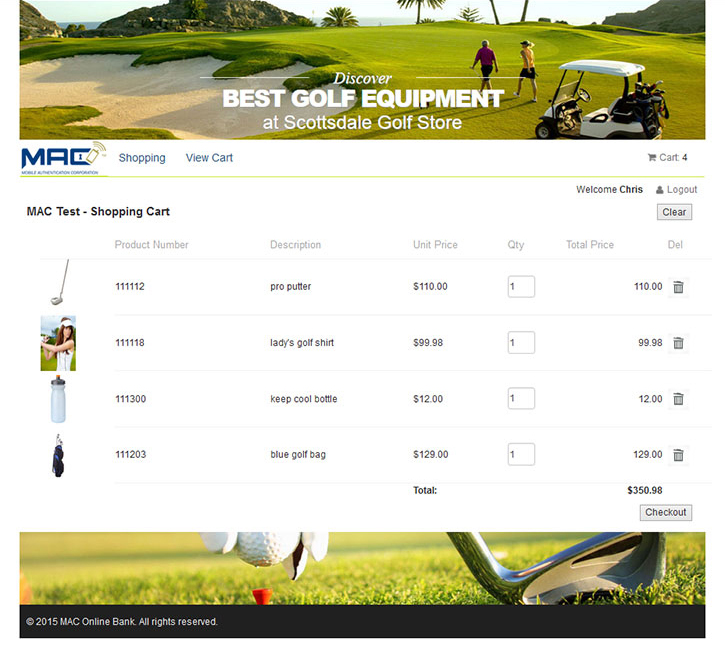 Discover
BEST GOLF EQUIPMENT
at Scottsdale Golf Store
MAC
MOBILE AUTHENTICATION CORPORATION
Shopping View Cart Cart: 4
Welcome Chris Logout
MAC Test - Shopping Cart Clear
Product Number Description Unit Price Qty Total Price Del
111112 pro putter $110.00 1 110.00
111118 lady's golf shirt $99.98 1 99.98
111300 keep cool bottle $12.00 1 12.00
111203 blue golf bag $129.00 1 129.00
Total: $350.98
Checkout
© 2015 MAC Online Bank. All rights reserved.